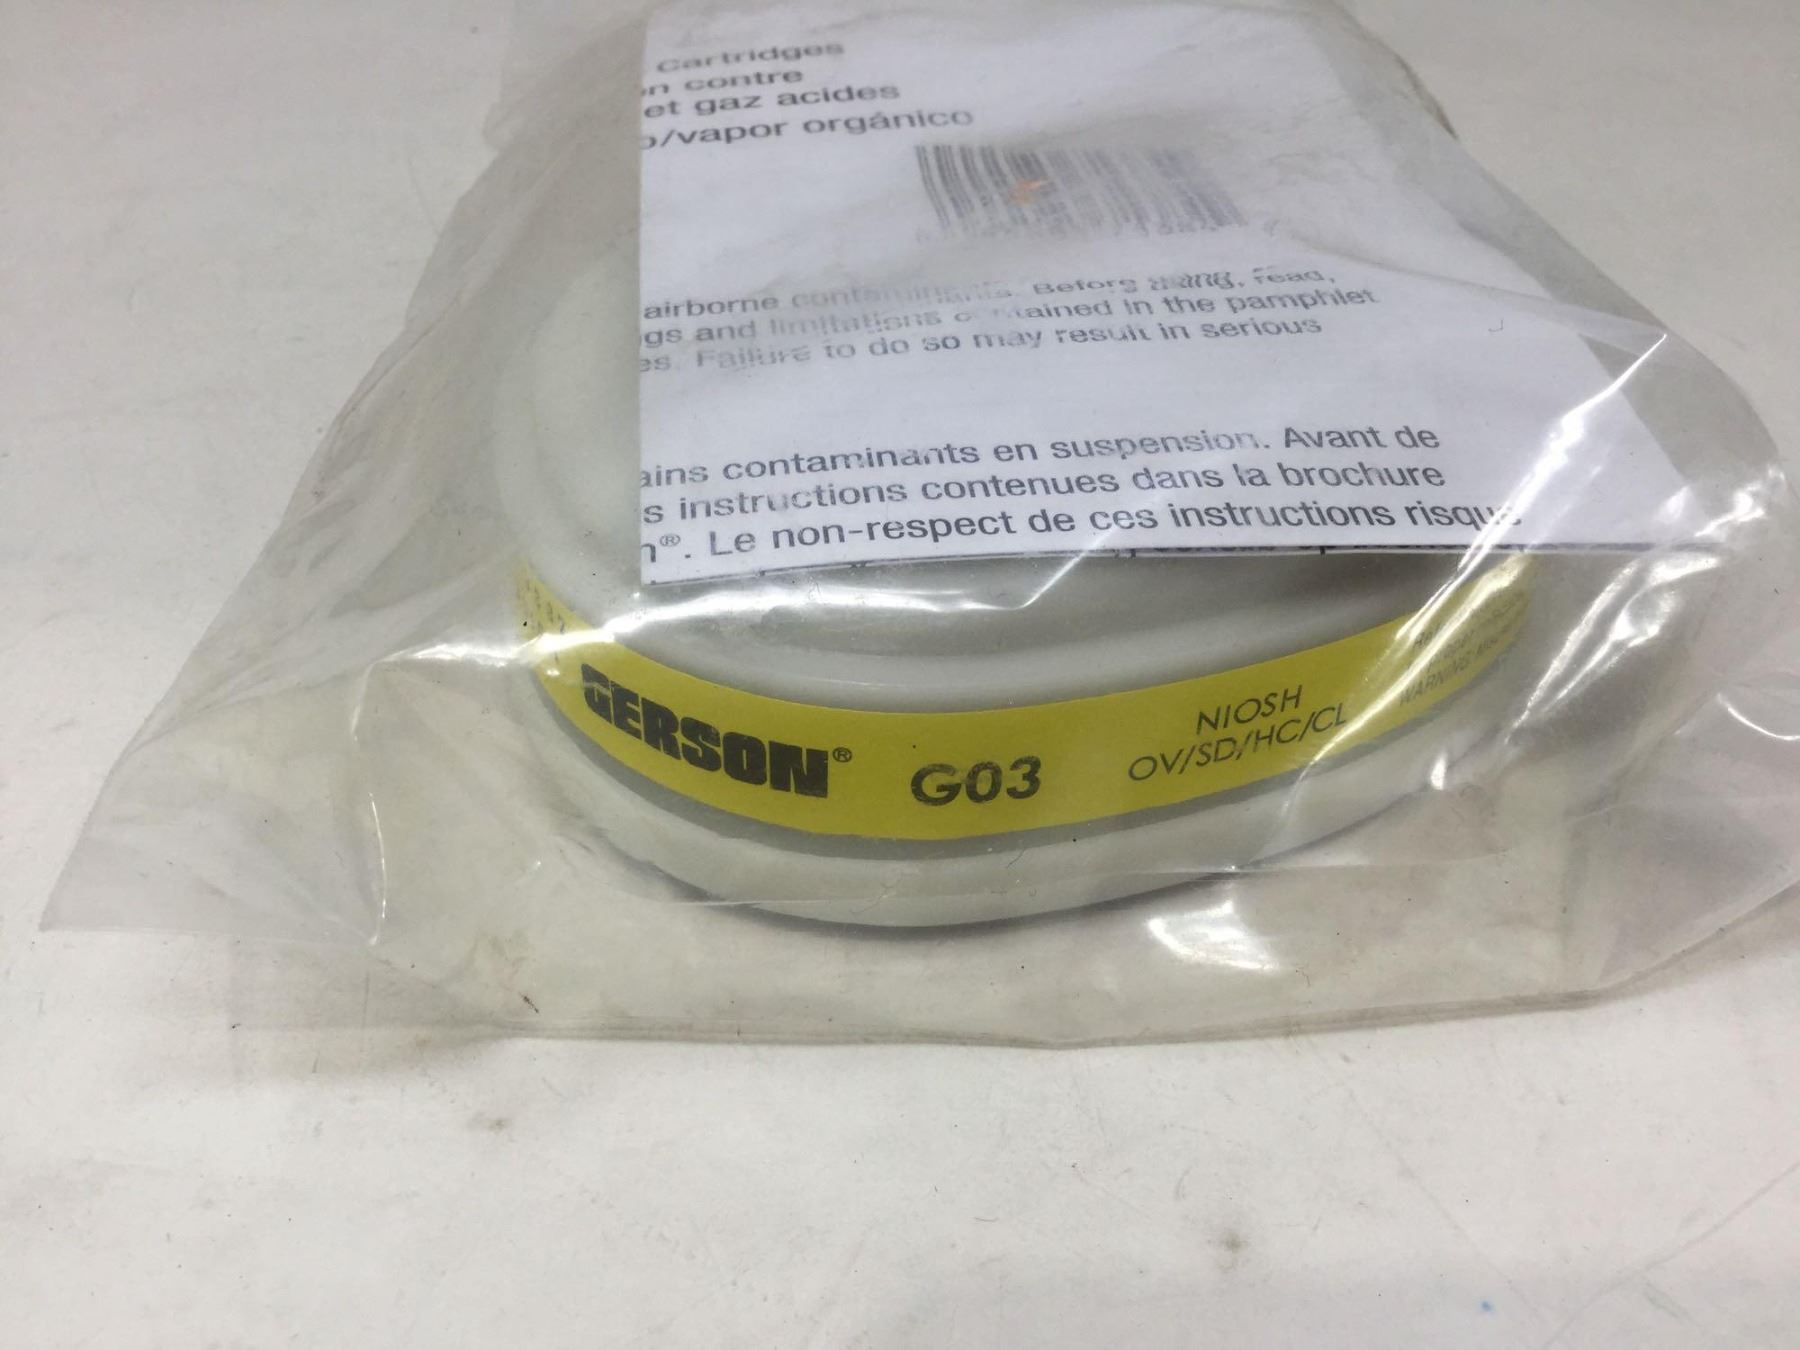 Cartridges
on contre
et gaz acides
o/vapor orgánico
airborne contaminants. Before using, read,
gs and limitations contained in the pamphlet
es. Failure to do so may result in serious
ains contaminants en suspension. Avant de
s instructions contenues dans la brochure
n®. Le non-respect de ces instructions risque
GERSON® G03
NIOSH
OV/SD/HC/CL
WARNING